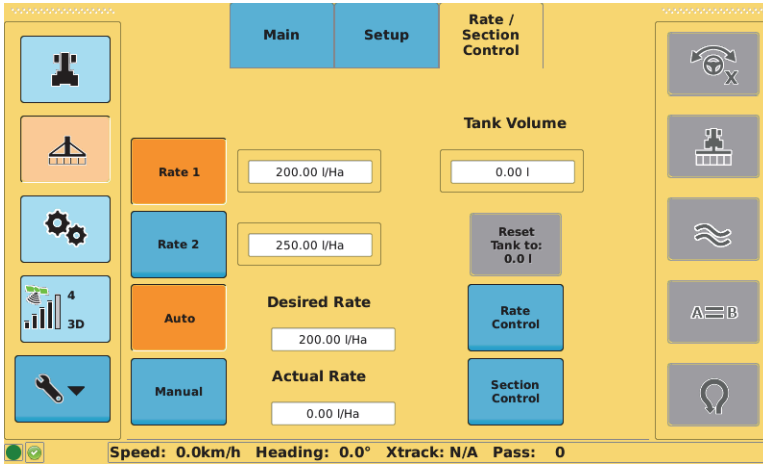 Main
Setup
Rate /
Section
Control
X
Tank Volume
Rate 1
200.00 l/Ha
0.00 l
Rate 2
250.00 l/Ha
Reset
Tank to:
0.0 l
4
3D
Auto
Desired Rate
200.00 l/Ha
Rate
Control
A B
Manual
Actual Rate
0.00 l/Ha
Section
Control
Speed: 0.0km/h Heading: 0.0° Xtrack: N/A Pass: 0